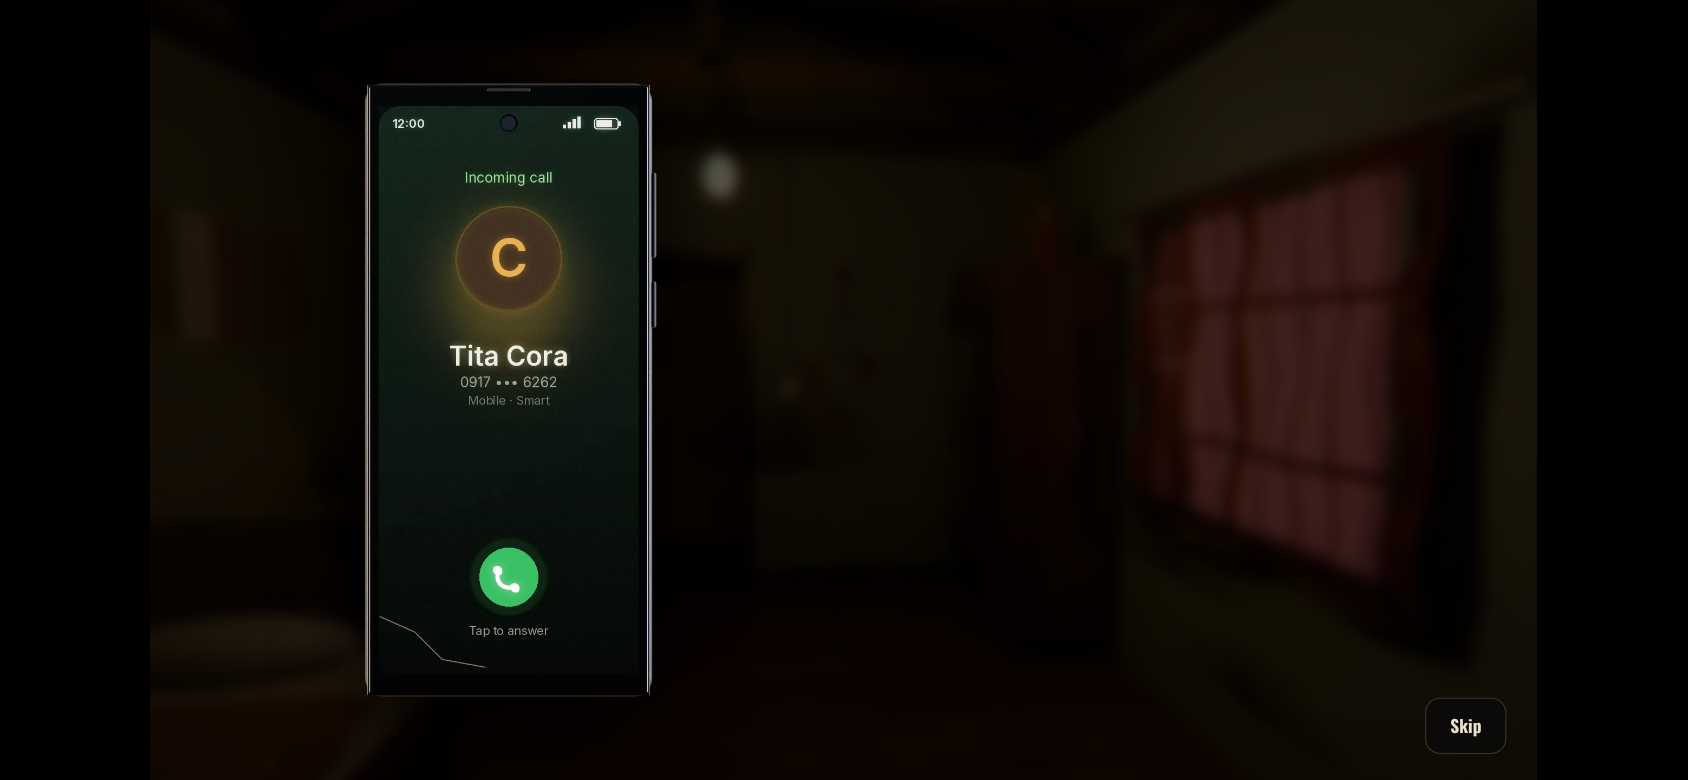 12:00
Incoming call
C
Tita Cora
0917 ••• 6262
Mobile · Smart
Tap to answer
Skip